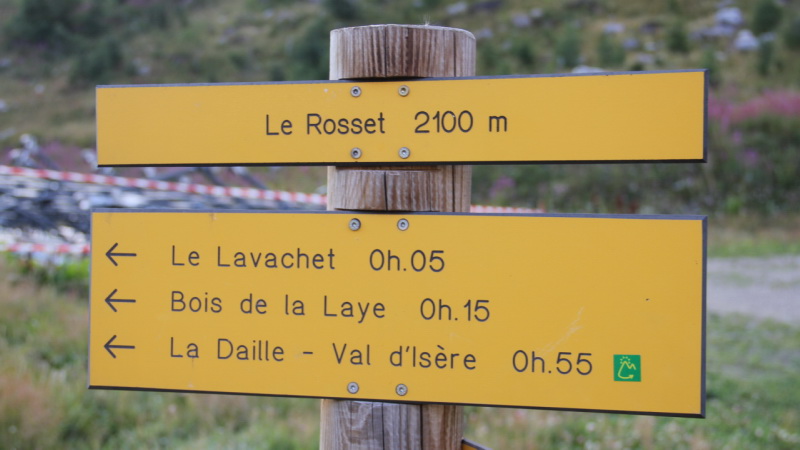 Le Rosset 2100 m
← Le Lavachet 0h.05
← Bois de la Laye 0h.15
← La Daille - Val d'Isère 0h.55